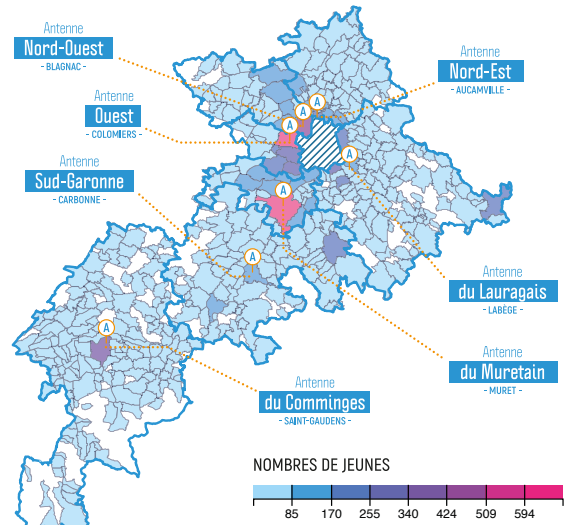 Antenne
Nord-Ouest
- BLAGNAC -
Antenne
Nord-Est
- AUCAMVILLE -
Antenne
Ouest
- COLOMIERS -
Antenne
Sud-Garonne
- CARBONNE -
A
A
A
A
A
A
A
Antenne
du Lauragais
- LABÈGE -
Antenne
du Muretain
- MURET -
Antenne
du Comminges
- SAINT-GAUDENS -
NOMBRES DE JEUNES
85 170 255 340 424 509 594